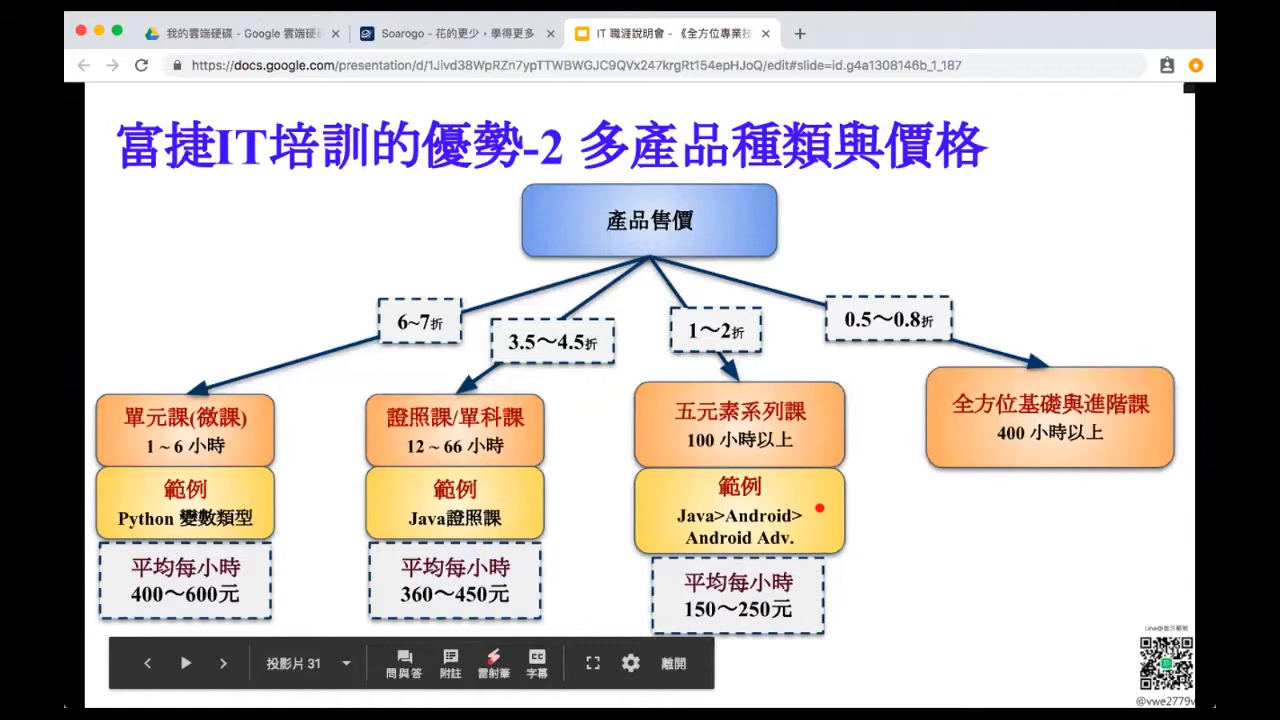 我的雲端硬碟 - Google 雲端硬
Soarogo - 花的更少，學得更多
IT 職涯說明會 - 《全方位專業技
https://docs.google.com/presentation/d/1Jivd38WpRZn7ypTTWBWGJC9QVx247krgRt154epHJoQ/edit#slide=id.g4a1308146b_1_187
富捷IT培訓的優勢-2 多產品種類與價格
產品售價
6~7折
3.5～4.5折
1～2折
0.5～0.8折
單元課(微課)
1 ~ 6 小時
範例
Python 變數類型
平均每小時
400～600元
證照課/單科課
12 ~ 66 小時
範例
Java證照課
平均每小時
360～450元
五元素系列課
100 小時以上
範例
Java>Android>
Android Adv.
平均每小時
150～250元
全方位基礎與進階課
400 小時以上
投影片 31
問與答
附註
雷射筆
字幕
離開
Line@官方帳號
@vwe2779v